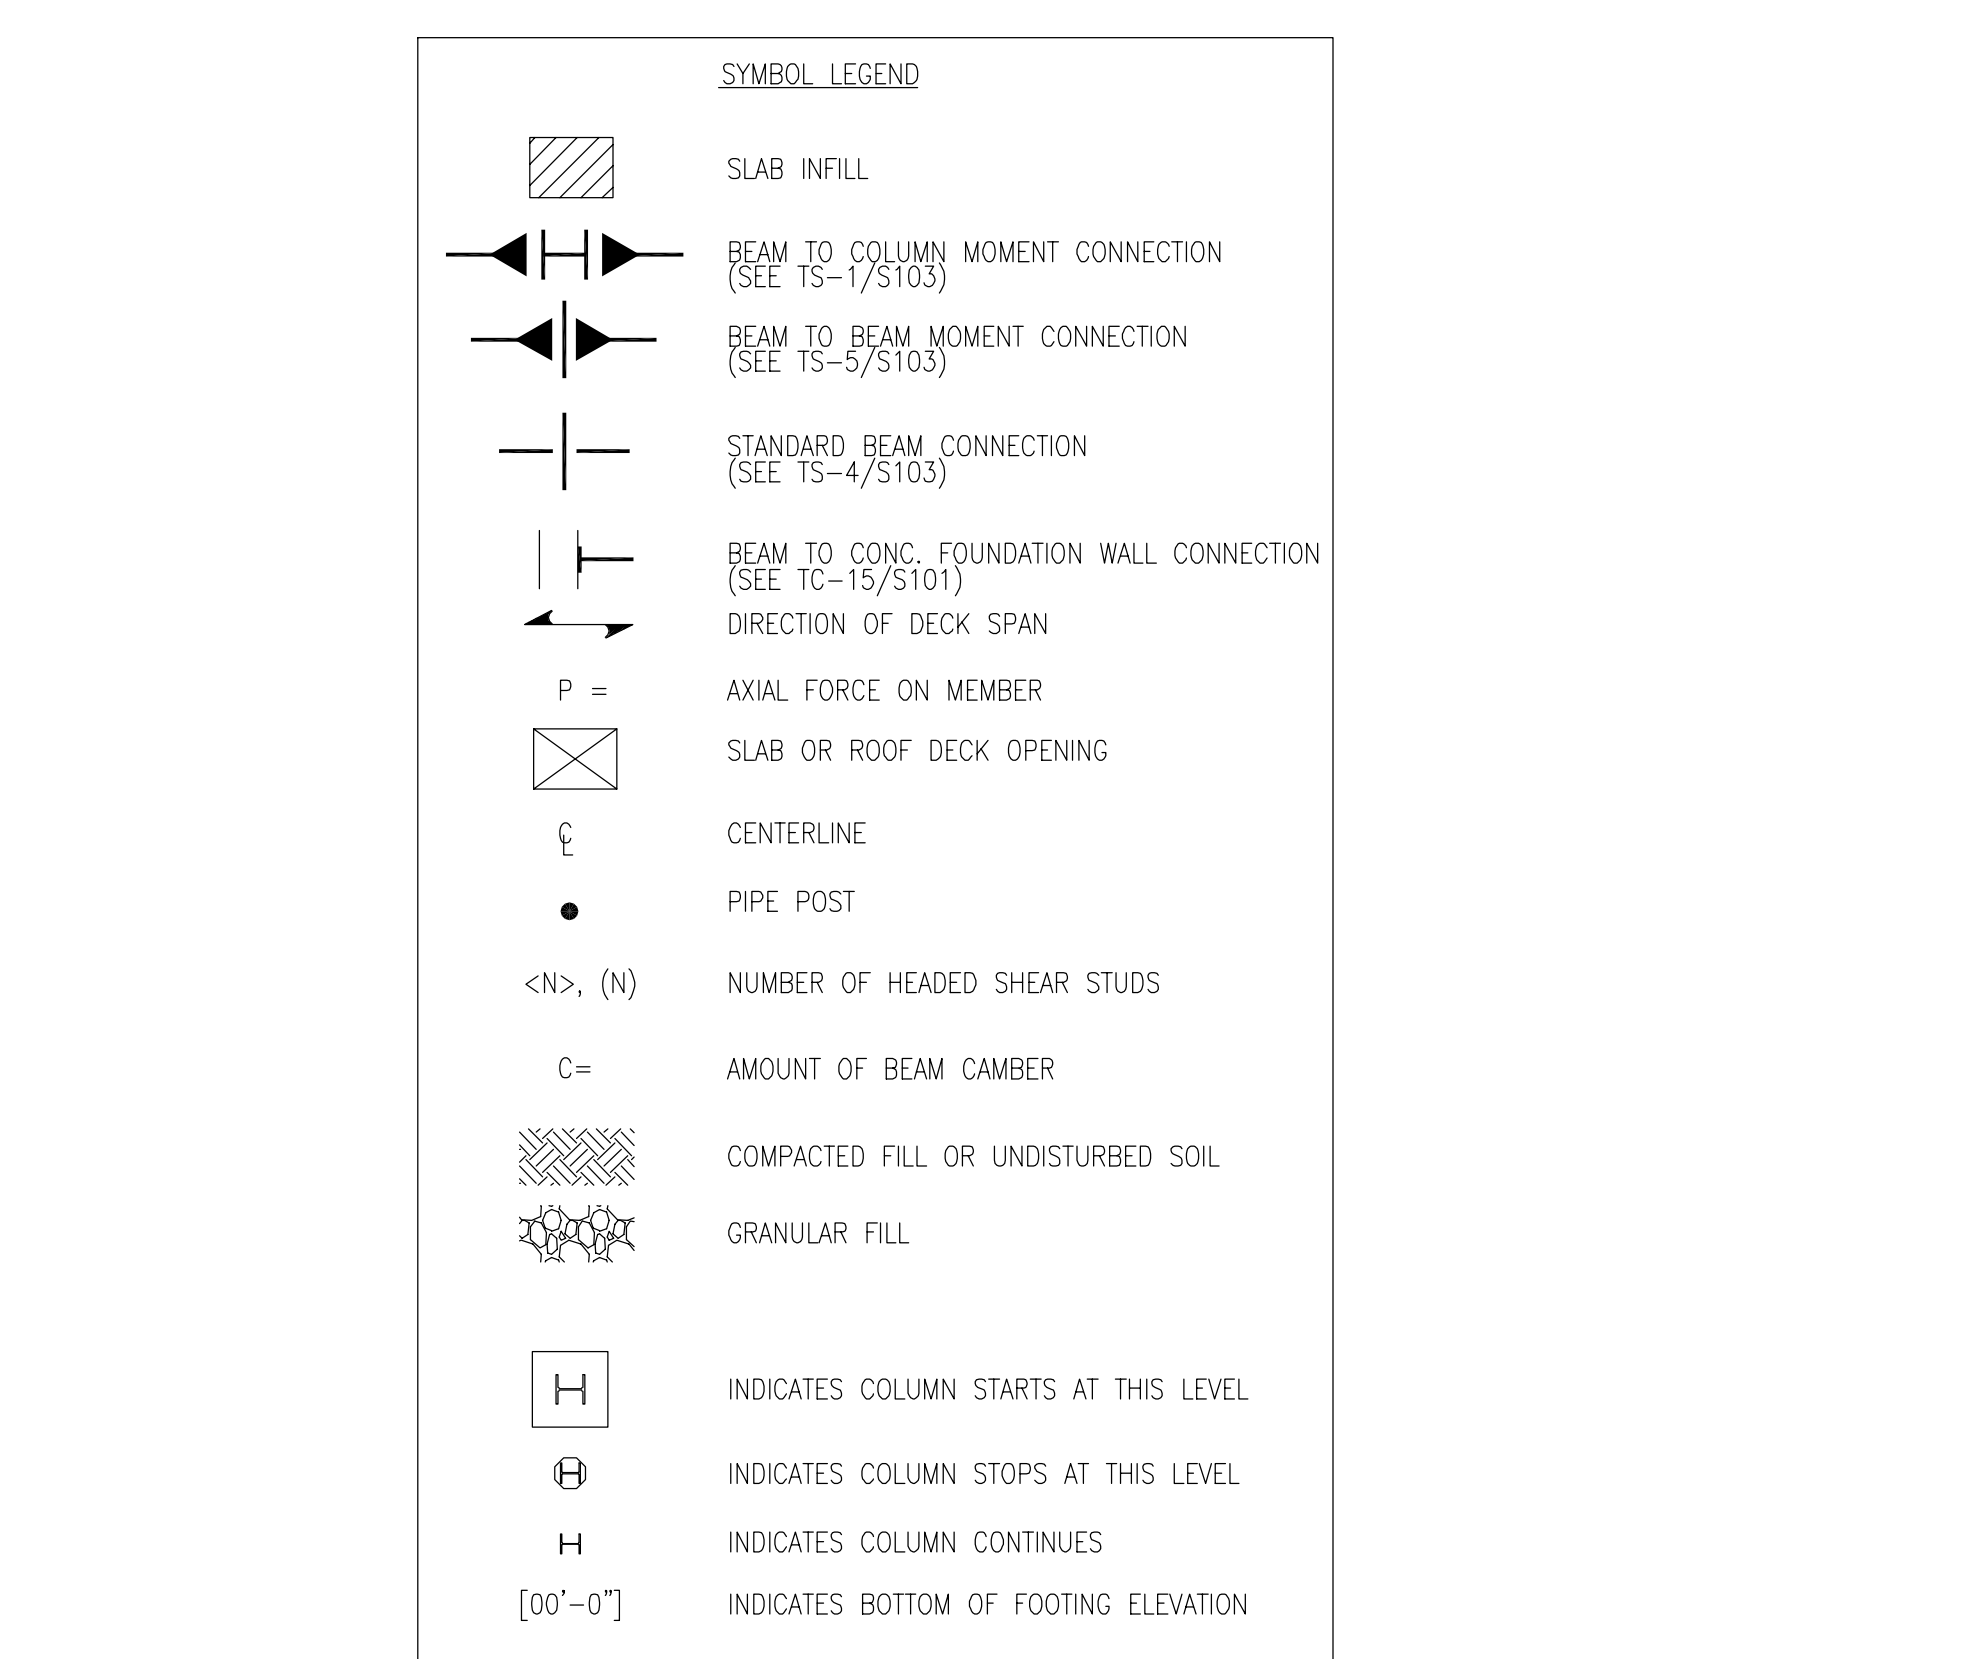 SYMBOL LEGEND
SLAB INFILL
BEAM TO COLUMN MOMENT CONNECTION
(SEE TS-1/S103)
BEAM TO BEAM MOMENT CONNECTION
(SEE TS-5/S103)
STANDARD BEAM CONNECTION
(SEE TS-4/S103)
BEAM TO CONC. FOUNDATION WALL CONNECTION
(SEE TC-15/S101)
DIRECTION OF DECK SPAN
P = AXIAL FORCE ON MEMBER
SLAB OR ROOF DECK OPENING
℄ CENTERLINE
PIPE POST
<N>, (N) NUMBER OF HEADED SHEAR STUDS
C= AMOUNT OF BEAM CAMBER
COMPACTED FILL OR UNDISTURBED SOIL
GRANULAR FILL
INDICATES COLUMN STARTS AT THIS LEVEL
INDICATES COLUMN STOPS AT THIS LEVEL
INDICATES COLUMN CONTINUES
[00'-0"] INDICATES BOTTOM OF FOOTING ELEVATION